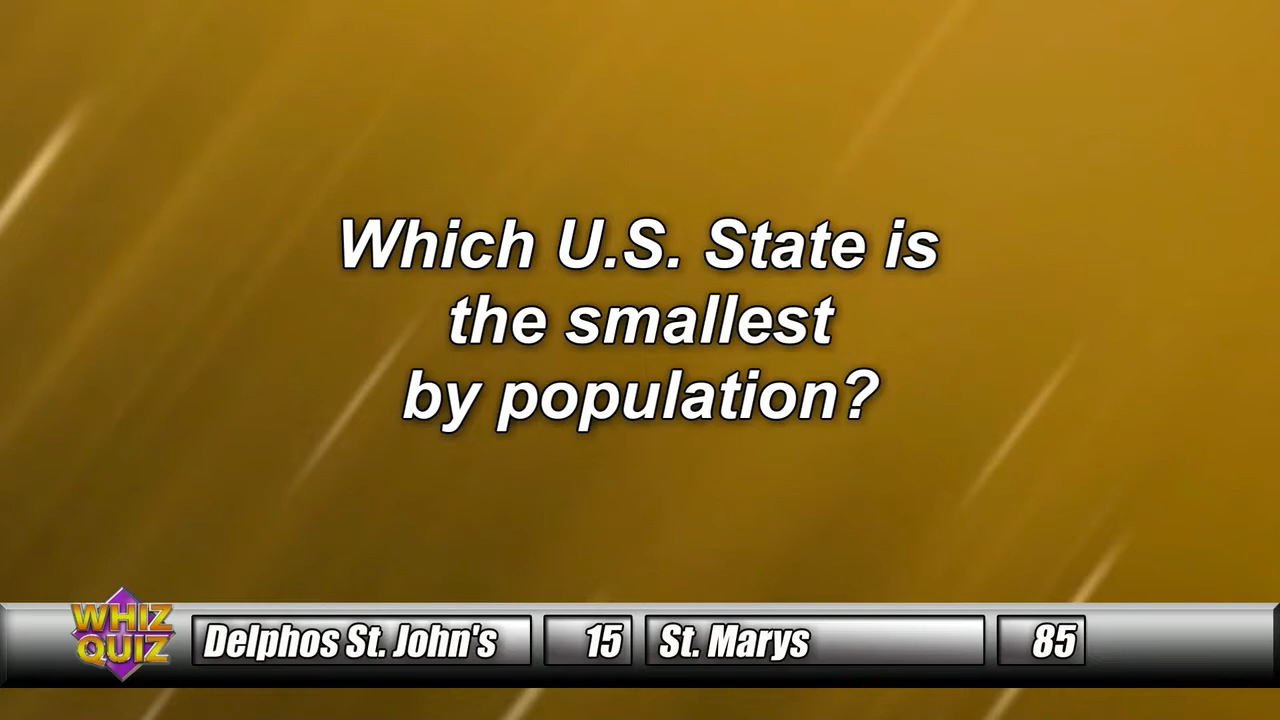 Which U.S. State is
the smallest
by population?
WHIZ
QUIZ
Delphos St. John's 15 St. Marys 85